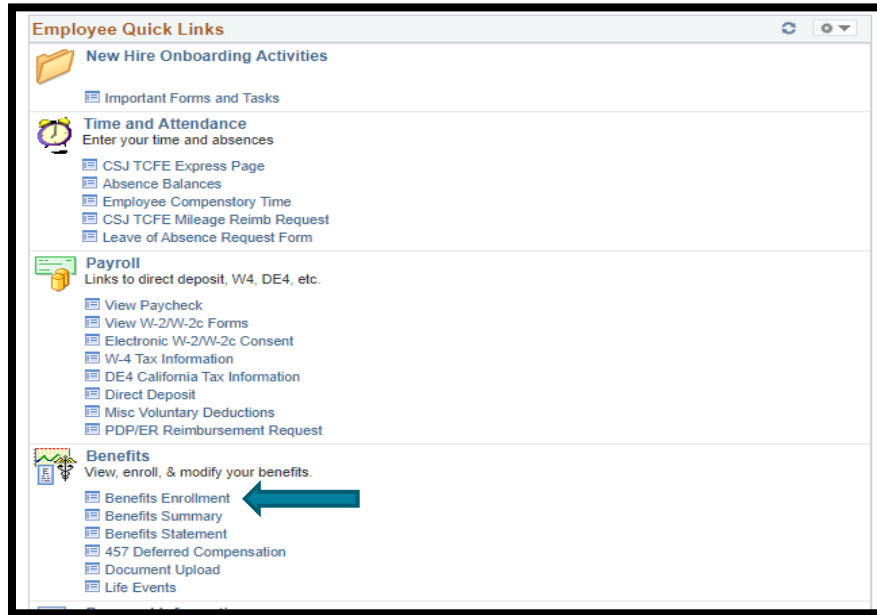 Employee Quick Links
New Hire Onboarding Activities
Important Forms and Tasks
Time and Attendance
Enter your time and absences
CSJ TCFE Express Page
Absence Balances
Employee Compenstory Time
CSJ TCFE Mileage Reimb Request
Leave of Absence Request Form
Payroll
Links to direct deposit, W4, DE4, etc.
View Paycheck
View W-2/W-2c Forms
Electronic W-2/W-2c Consent
W-4 Tax Information
DE4 California Tax Information
Direct Deposit
Misc Voluntary Deductions
PDP/ER Reimbursement Request
Benefits
View, enroll, & modify your benefits.
Benefits Enrollment
Benefits Summary
Benefits Statement
457 Deferred Compensation
Document Upload
Life Events